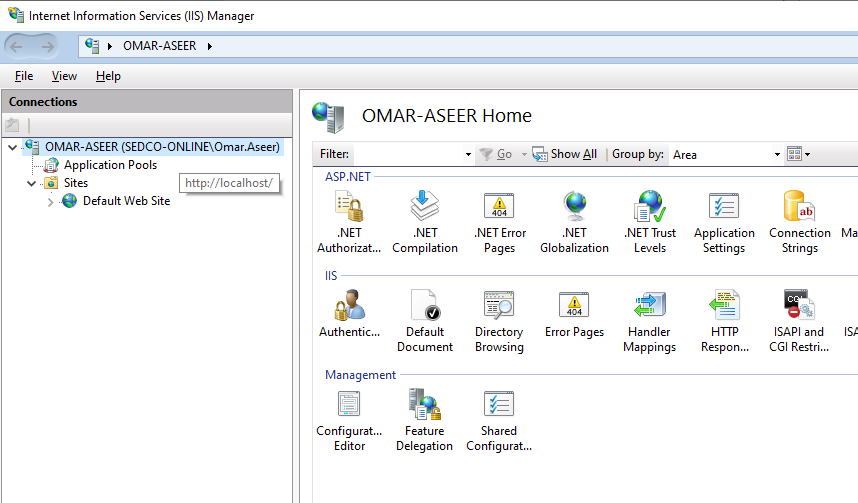 Internet Information Services (IIS) Manager
OMAR-ASEER
File View Help
Connections
OMAR-ASEER (SEDCO-ONLINE\Omar.Aseer)
Application Pools
Sites
http://localhost/
Default Web Site
OMAR-ASEER Home
Filter: Go Show All Group by: Area
ASP.NET
.NET Authorizat...
.NET Compilation
.NET Error Pages
.NET Globalization
.NET Trust Levels
Application Settings
Connection Strings
Ma
IIS
Authentic...
Default Document
Directory Browsing
Error Pages
Handler Mappings
HTTP Respon...
ISAPI and CGI Restri...
ISA
Management
Configurat... Editor
Feature Delegation
Shared Configurat...